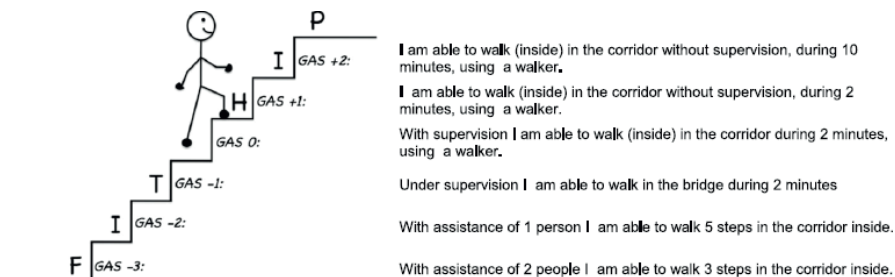 P
I GAS +2: I am able to walk (inside) in the corridor without supervision, during 10
minutes, using a walker.
H GAS +1: I am able to walk (inside) in the corridor without supervision, during 2
minutes, using a walker.
GAS 0: With supervision I am able to walk (inside) in the corridor during 2 minutes,
using a walker.
T GAS -1: Under supervision I am able to walk in the bridge during 2 minutes
I GAS -2: With assistance of 1 person I am able to walk 5 steps in the corridor inside.
F GAS -3: With assistance of 2 people I am able to walk 3 steps in the corridor inside.